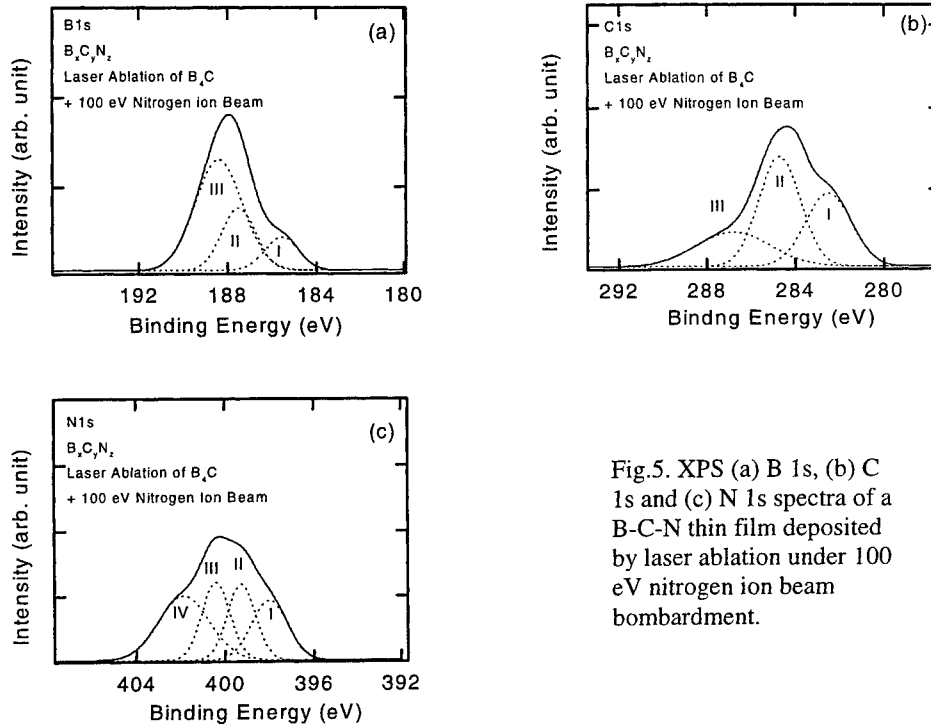 (a)
B1s
BxCyNz
Laser Ablation of B4C
+ 100 eV Nitrogen Ion Beam
III
II
I
192 188 184 180
Binding Energy (eV)
Intensity (arb. unit)
(b)
C1s
BxCyNz
Laser Ablation of B4C
+ 100 eV Nitrogen Ion Beam
III
II
I
292 288 284 280
Bindng Energy (eV)
Intensity (arb. unit)
(c)
N1s
BxCyNz
Laser Ablation of B4C
+ 100 eV Nitrogen Ion Beam
IV
III
II
I
404 400 396 392
Binding Energy (eV)
Intensity (arb. unit)
Fig.5. XPS (a) B 1s, (b) C
1s and (c) N 1s spectra of a
B-C-N thin film deposited
by laser ablation under 100
eV nitrogen ion beam
bombardment.